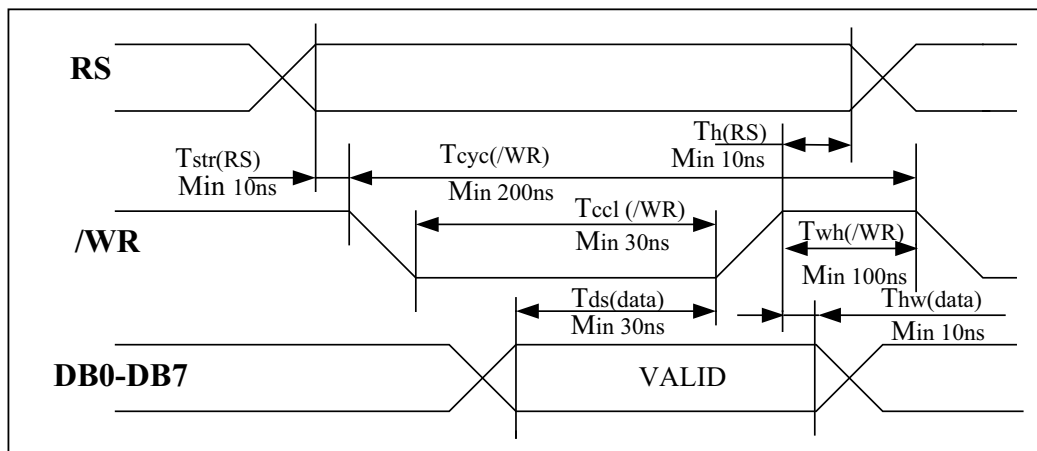 RS
Tstr(RS)
Min 10ns
Tcyc(/WR)
Min 200ns
Th(RS)
Min 10ns
/WR
Tccl (/WR)
Min 30ns
Twh(/WR)
Min 100ns
Tds(data)
Min 30ns
Thw(data)
Min 10ns
DB0-DB7
VALID